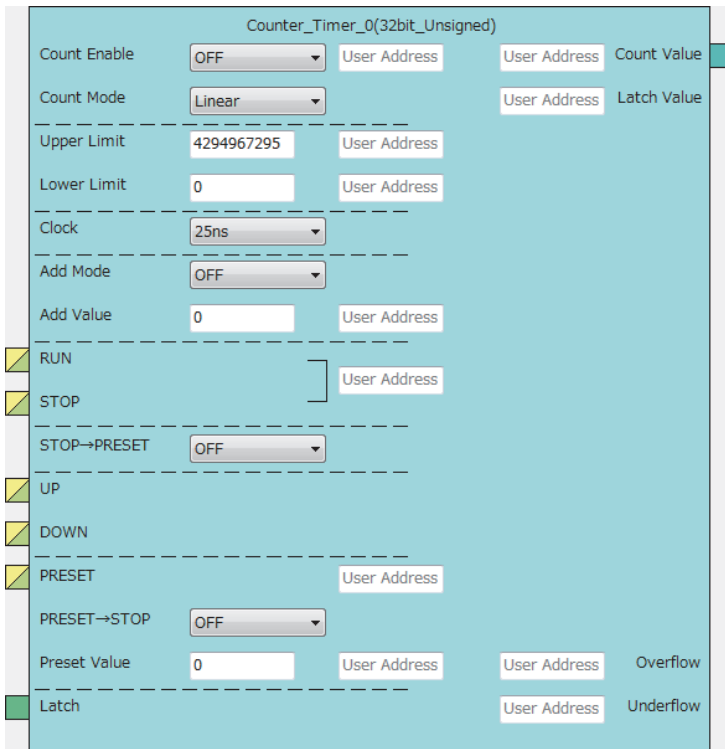 Counter_Timer_0(32bit_Unsigned)
Count Enable OFF User Address User Address Count Value
Count Mode Linear User Address Latch Value
Upper Limit 4294967295 User Address
Lower Limit 0 User Address
Clock 25ns
Add Mode OFF
Add Value 0 User Address
RUN
User Address
STOP
STOP→PRESET OFF
UP
DOWN
PRESET User Address
PRESET→STOP OFF
Preset Value 0 User Address User Address Overflow
Latch User Address Underflow